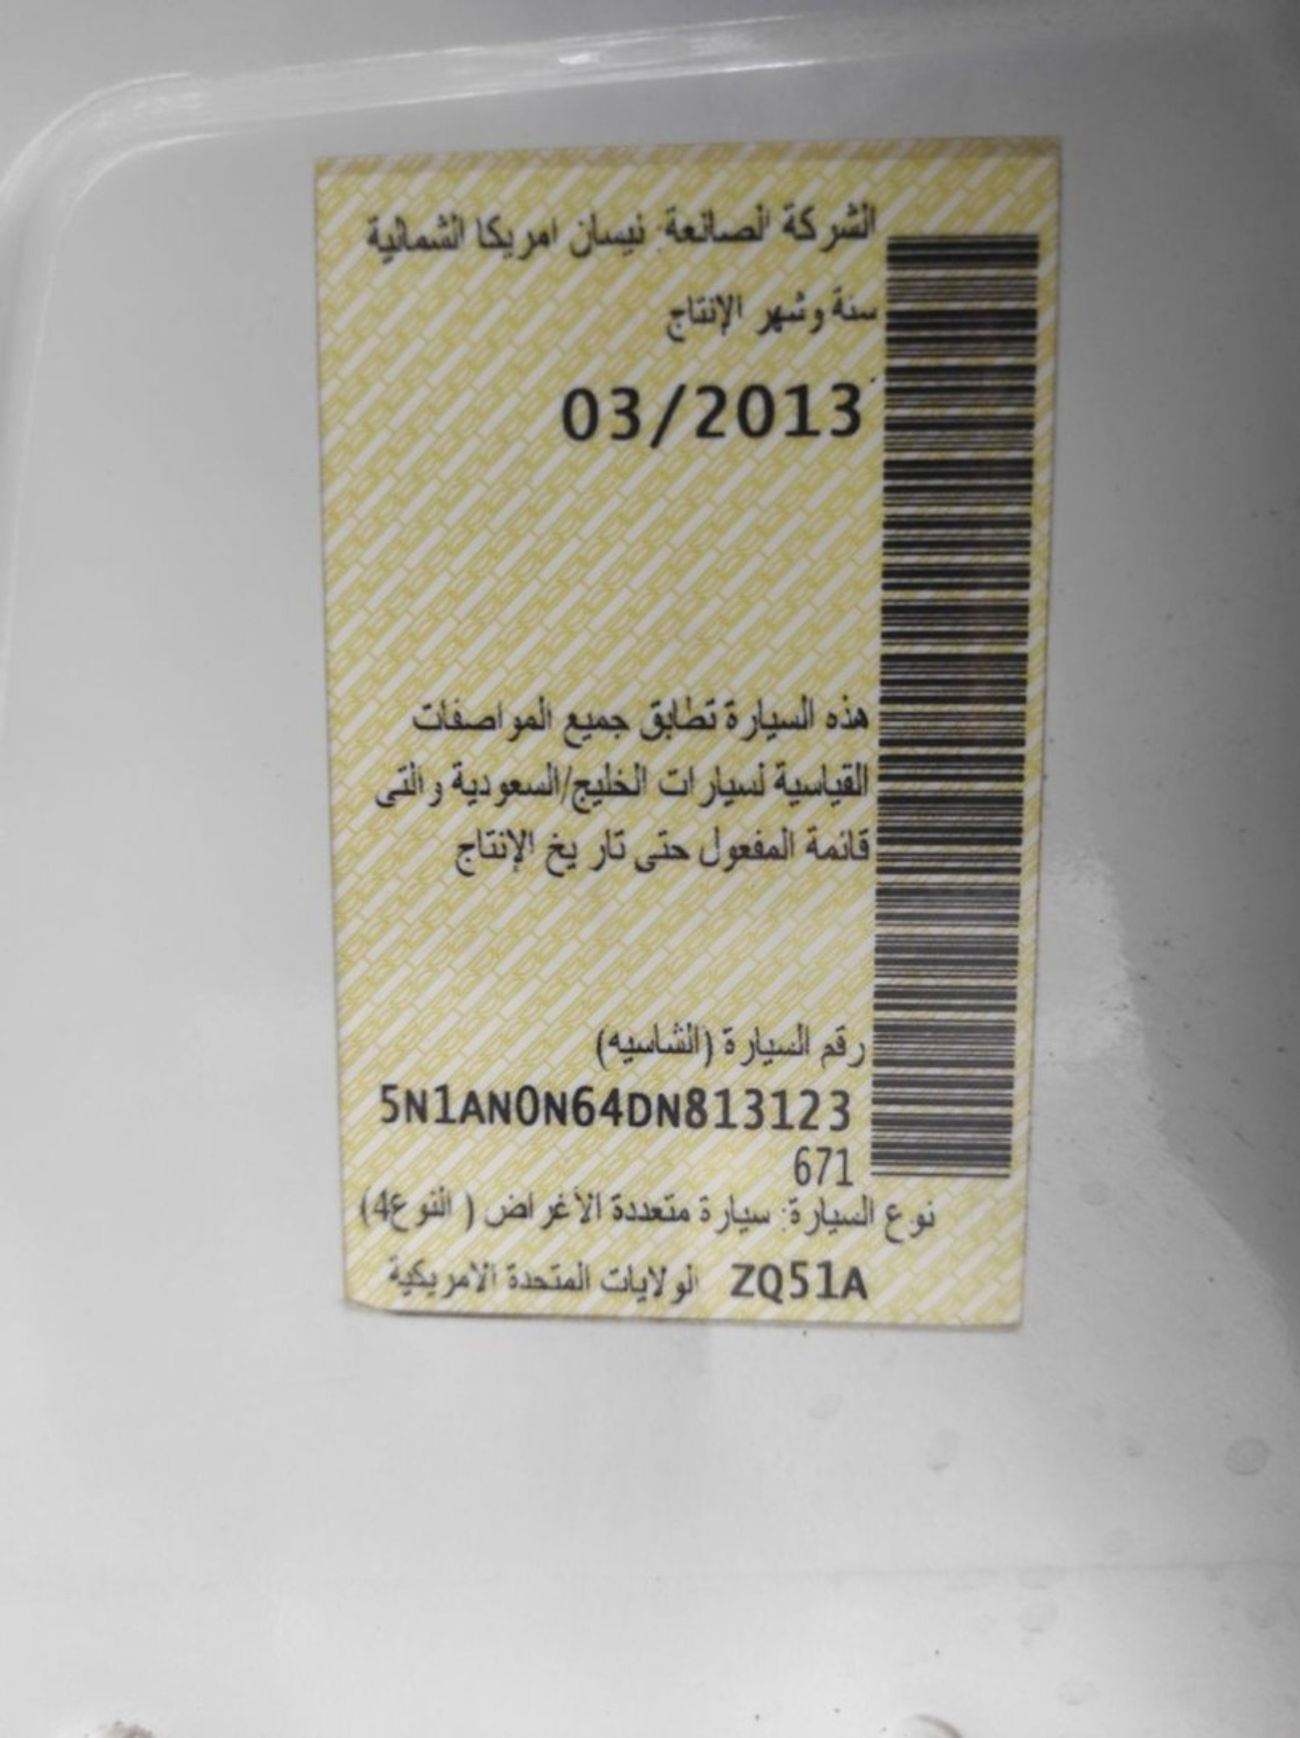 الشركة الصانعة: نيسان امريكا الشمالية
سنة وشهر الإنتاج
03/2013
هذه السيارة تطابق جميع المواصفات
القياسية لسيارات الخليج/السعودية والتى
قائمة المفعول حتى تاريخ الإنتاج
رقم السيارة (الشاسيه)
5N1AN0N64DN813123
671
نوع السيارة: سيارة متعددة الأغراض ( النوع4)
ZQ51A الولايات المتحدة الامريكية